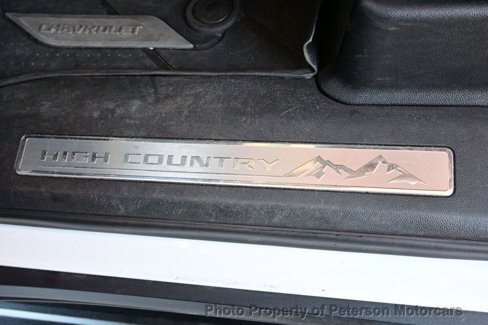 CHEVROLET
HIGH COUNTRY
Photo Property of Peterson Motorcars